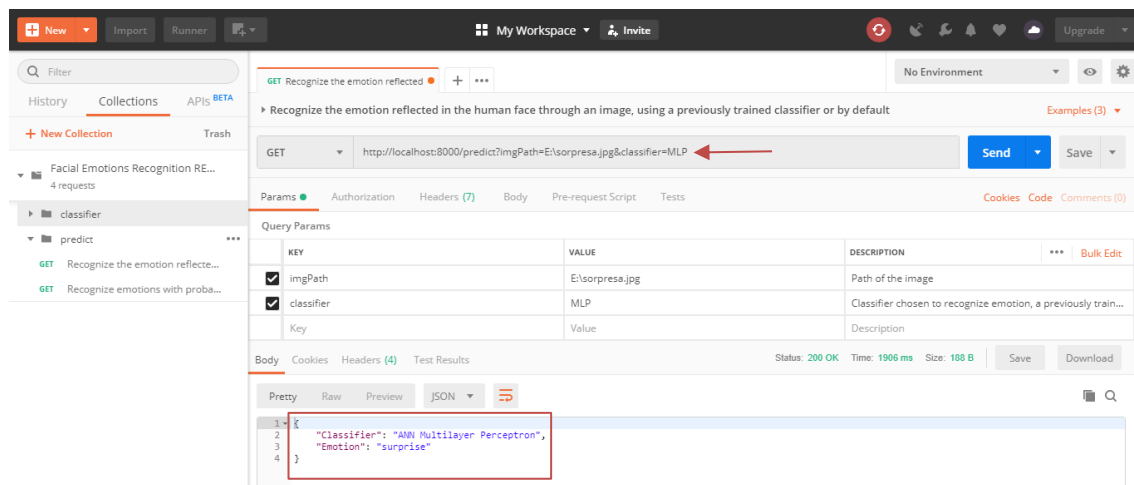 New Import Runner My Workspace Invite Upgrade
Filter
History Collections APIs BETA
+ New Collection Trash
Facial Emotions Recognition RE...
4 requests
classifier
predict
GET Recognize the emotion reflecte...
GET Recognize emotions with proba...
GET Recognize the emotion reflected + ••• No Environment
Recognize the emotion reflected in the human face through an image, using a previously trained classifier or by default Examples (3)
GET http://localhost:8000/predict?imgPath=E:\sorpresa.jpg&classifier=MLP Send Save
Params Authorization Headers (7) Body Pre-request Script Tests Cookies Code Comments (0)
Query Params
KEY VALUE DESCRIPTION ••• Bulk Edit
imgPath E:\sorpresa.jpg Path of the image
classifier MLP Classifier chosen to recognize emotion, a previously train...
Key Value Description
Body Cookies Headers (4) Test Results Status: 200 OK Time: 1906 ms Size: 188 B Save Download
Pretty Raw Preview JSON
1 {
2 "Classifier": "ANN Multilayer Perceptron",
3 "Emotion": "surprise"
4 }